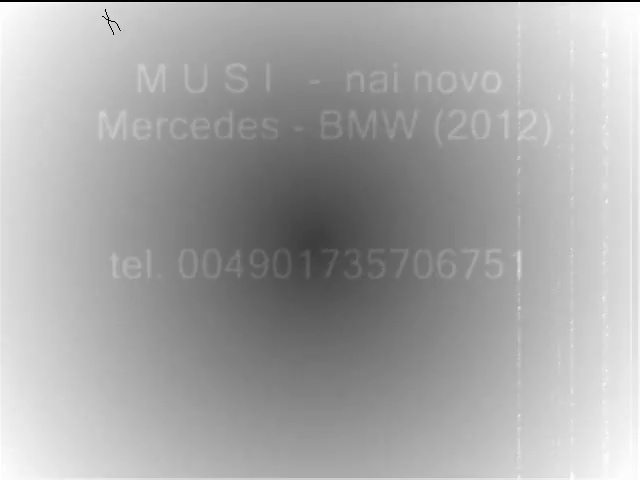 M U S I - nai novo
Mercedes - BMW (2012)
tel. 004901735706751